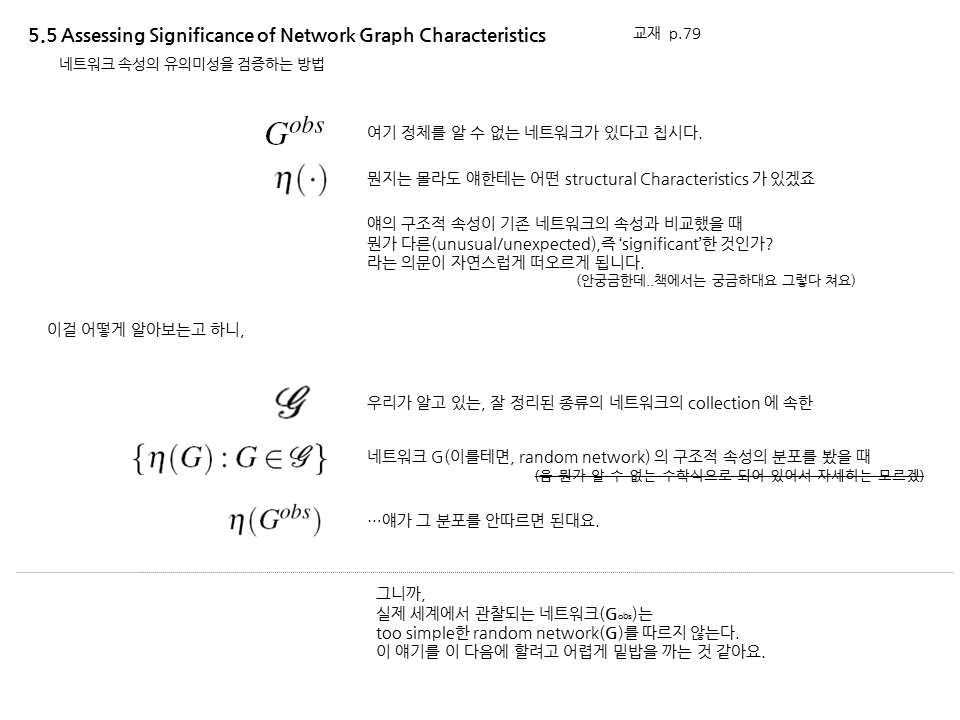 5.5 Assessing Significance of Network Graph Characteristics 교재 p.79
네트워크 속성의 유의미성을 검증하는 방법
G^obs 여기 정체를 알 수 없는 네트워크가 있다고 칩시다.
η(·) 뭔지는 몰라도 얘한테는 어떤 structural Characteristics 가 있겠죠
얘의 구조적 속성이 기존 네트워크의 속성과 비교했을 때
뭔가 다른(unusual/unexpected),즉 ‘significant’한 것인가?
라는 의문이 자연스럽게 떠오르게 됩니다.
(안궁금한데..책에서는 궁금하대요 그렇다 쳐요)
이걸 어떻게 알아보는고 하니,
𝒢 우리가 알고 있는, 잘 정리된 종류의 네트워크의 collection 에 속한
{η(G) : G ∈ 𝒢} 네트워크 G(이를테면, random network) 의 구조적 속성의 분포를 봤을 때
(음 뭔가 알 수 없는 수학식으로 되어 있어서 자세히는 모르겠)
η(G^obs) …얘가 그 분포를 안따르면 된대요.
그니까,
실제 세계에서 관찰되는 네트워크(Gobs)는
too simple한 random network(G)를 따르지 않는다.
이 얘기를 이 다음에 할려고 어렵게 밑밥을 까는 것 같아요.